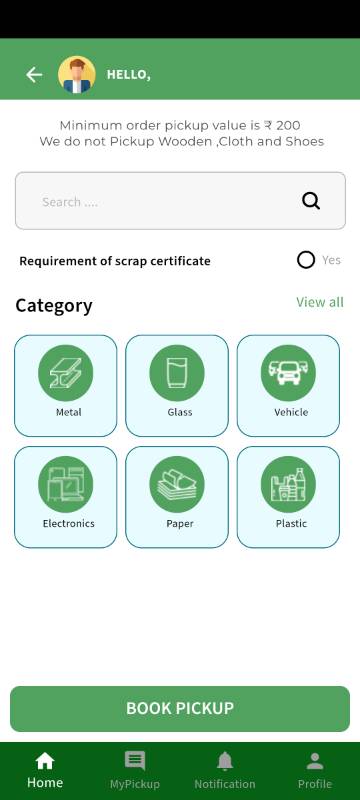 HELLO,
Minimum order pickup value is ₹ 200
We do not Pickup Wooden ,Cloth and Shoes
Search ....
Requirement of scrap certificate
Yes
Category
View all
Metal
Glass
Vehicle
Electronics
Paper
Plastic
BOOK PICKUP
Home
MyPickup
Notification
Profile